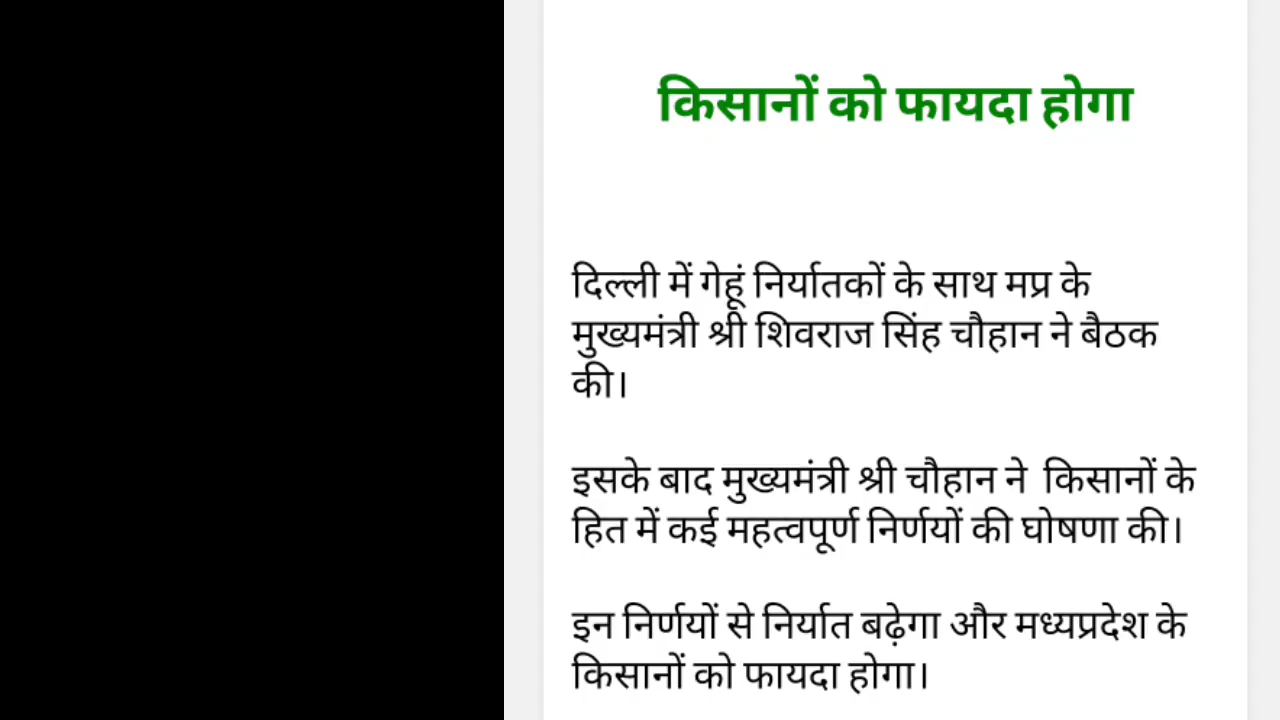 किसानों को फायदा होगा
दिल्ली में गेहूं निर्यातकों के साथ मप्र के
मुख्यमंत्री श्री शिवराज सिंह चौहान ने बैठक
की।
इसके बाद मुख्यमंत्री श्री चौहान ने किसानों के
हित में कई महत्वपूर्ण निर्णयों की घोषणा की।
इन निर्णयों से निर्यात बढ़ेगा और मध्यप्रदेश के
किसानों को फायदा होगा।